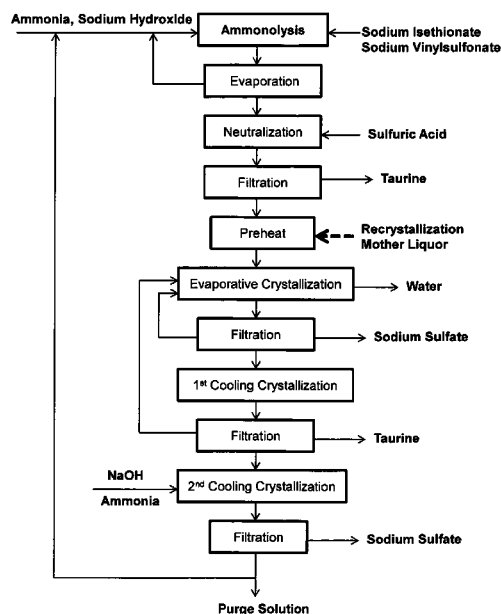 Ammonia, Sodium Hydroxide
Ammonolysis
Sodium Isethionate
Sodium Vinylsulfonate
Evaporation
Neutralization
Sulfuric Acid
Filtration
Taurine
Preheat
Recrystallization
Mother Liquor
Evaporative Crystallization
Water
Filtration
Sodium Sulfate
1st Cooling Crystallization
Filtration
Taurine
NaOH
Ammonia
2nd Cooling Crystallization
Filtration
Sodium Sulfate
Purge Solution